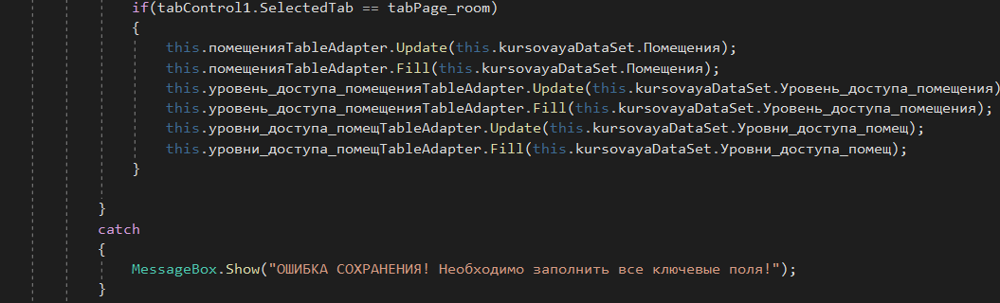 if(tabControl1.SelectedTab == tabPage_room)
{
this.помещенияTableAdapter.Update(this.kursovayaDataSet.Помещения);
this.помещенияTableAdapter.Fill(this.kursovayaDataSet.Помещения);
this.уровень_доступа_помещенияTableAdapter.Update(this.kursovayaDataSet.Уровень_доступа_помещения)
this.уровень_доступа_помещенияTableAdapter.Fill(this.kursovayaDataSet.Уровень_доступа_помещения);
this.уровни_доступа_помещTableAdapter.Update(this.kursovayaDataSet.Уровни_доступа_помещ);
this.уровни_доступа_помещTableAdapter.Fill(this.kursovayaDataSet.Уровни_доступа_помещ);
}
}
catch
{
MessageBox.Show("ОШИБКА СОХРАНЕНИЯ! Необходимо заполнить все ключевые поля!");
}